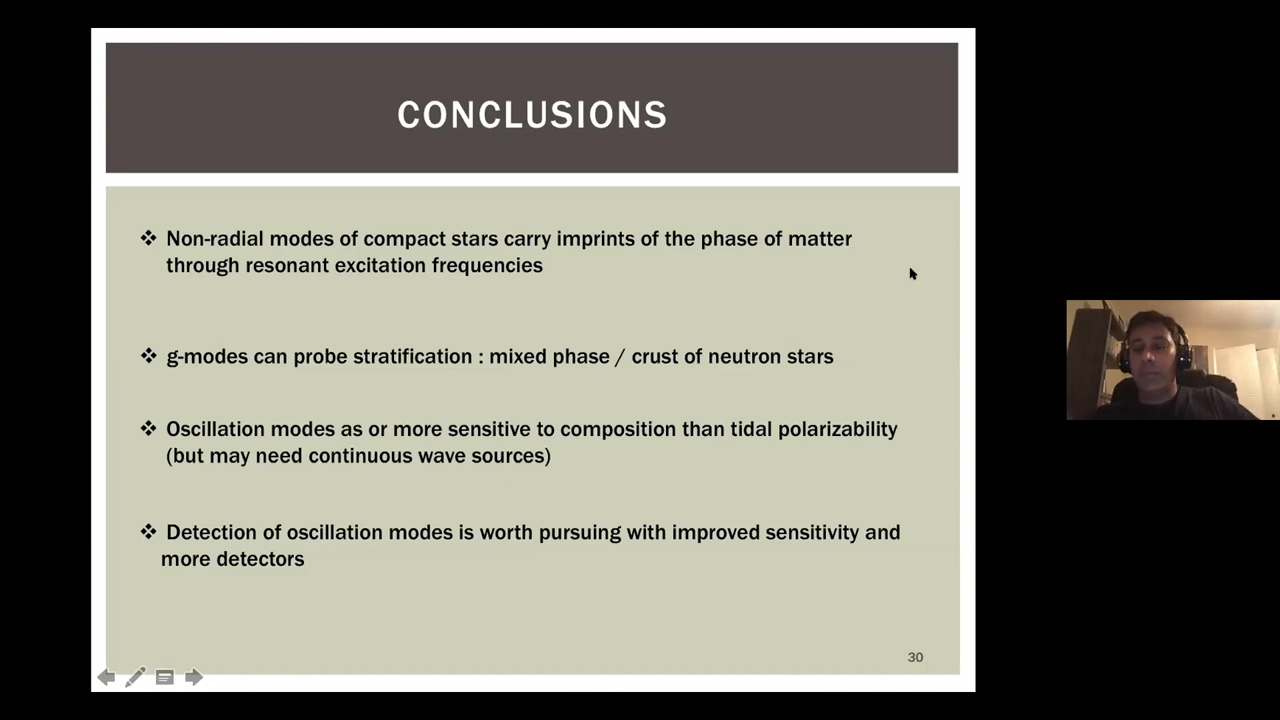 CONCLUSIONS
❖ Non-radial modes of compact stars carry imprints of the phase of matter
through resonant excitation frequencies
❖ g-modes can probe stratification : mixed phase / crust of neutron stars
❖ Oscillation modes as or more sensitive to composition than tidal polarizability
(but may need continuous wave sources)
❖ Detection of oscillation modes is worth pursuing with improved sensitivity and
more detectors
30